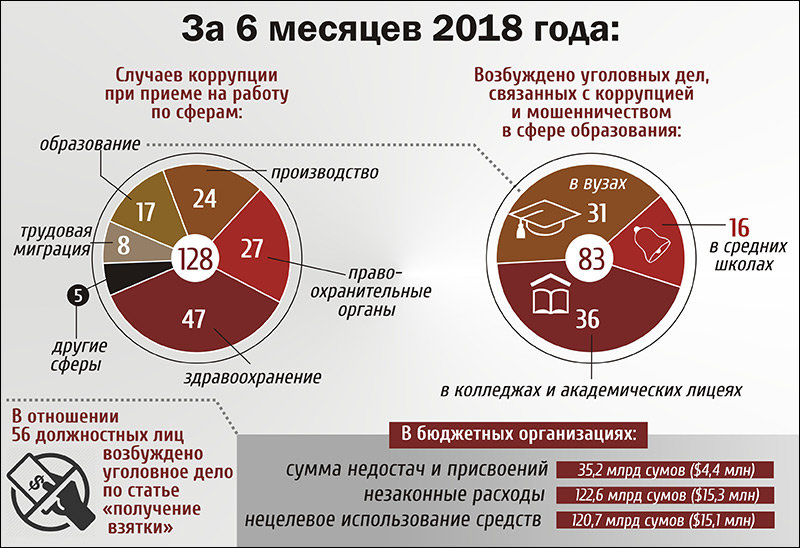 За 6 месяцев 2018 года:
Случаев коррупции
при приеме на работу
по сферам:
образование
производство
17
24
трудовая
миграция
8
128
27
право-
охранительные
органы
5
47
другие
сферы
здравоохранение
Возбуждено уголовных дел,
связанных с коррупцией
и мошенничеством
в сфере образования:
в вузах
31
16
в средних
школах
83
36
в колледжах и академических лицеях
В отношении
56 должностных лиц
возбуждено
уголовное дело
по статье
«получение
взятки»
$
В бюджетных организациях:
сумма недостач и присвоений 35,2 млрд сумов ($4,4 млн)
незаконные расходы 122,6 млрд сумов ($15,3 млн)
нецелевое использование средств 120,7 млрд сумов ($15,1 млн)